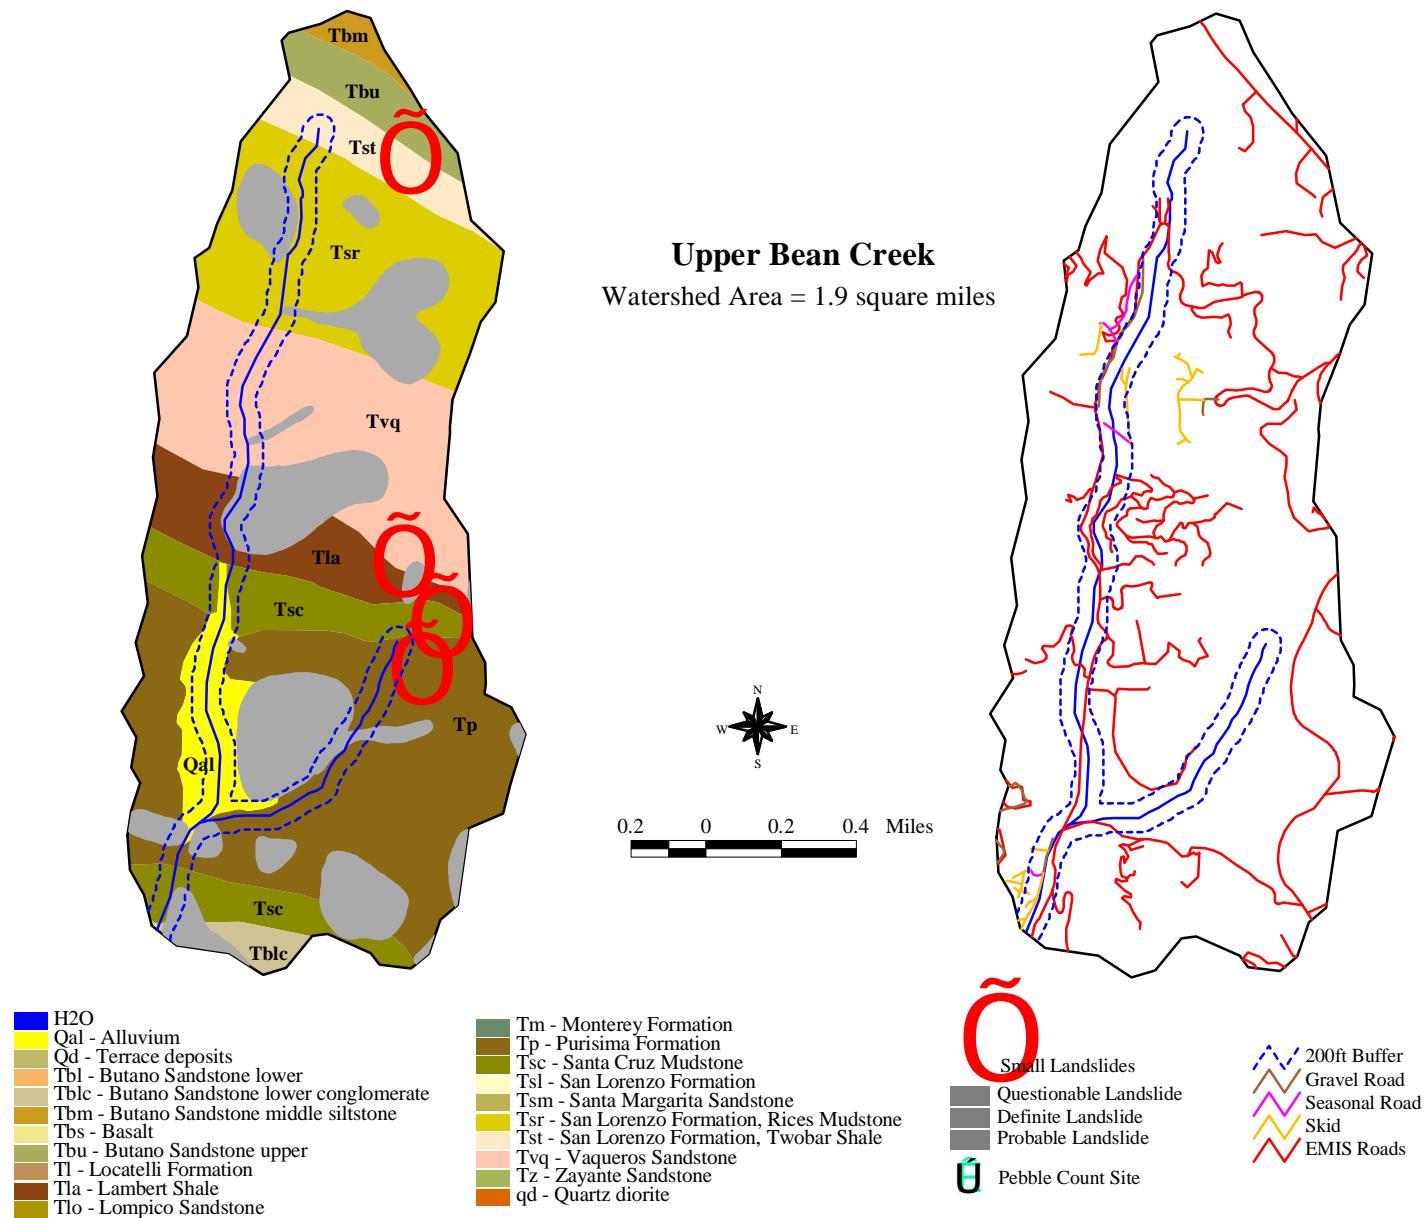 Tbm
Tbu
Õ
Tst
Tsr
Upper Bean Creek
Watershed Area = 1.9 square miles
Tvq
Õ
Tla
Õ
Tsc
Õ
Tp
N
W E
S
Qal
0.2 0 0.2 0.4 Miles
Tsc
Tblc
H2O
Qal - Alluvium
Qd - Terrace deposits
Tbl - Butano Sandstone lower
Tblc - Butano Sandstone lower conglomerate
Tbm - Butano Sandstone middle siltstone
Tbs - Basalt
Tbu - Butano Sandstone upper
Tl - Locatelli Formation
Tla - Lambert Shale
Tlo - Lompico Sandstone
Tm - Monterey Formation
Tp - Purisima Formation
Tsc - Santa Cruz Mudstone
Tsl - San Lorenzo Formation
Tsm - Santa Margarita Sandstone
Tsr - San Lorenzo Formation, Rices Mudstone
Tst - San Lorenzo Formation, Twobar Shale
Tvq - Vaqueros Sandstone
Tz - Zayante Sandstone
qd - Quartz diorite
Õ
Small Landslides
Questionable Landslide
Definite Landslide
Probable Landslide
Ú Pebble Count Site
200ft Buffer
Gravel Road
Seasonal Road
Skid
EMIS Roads